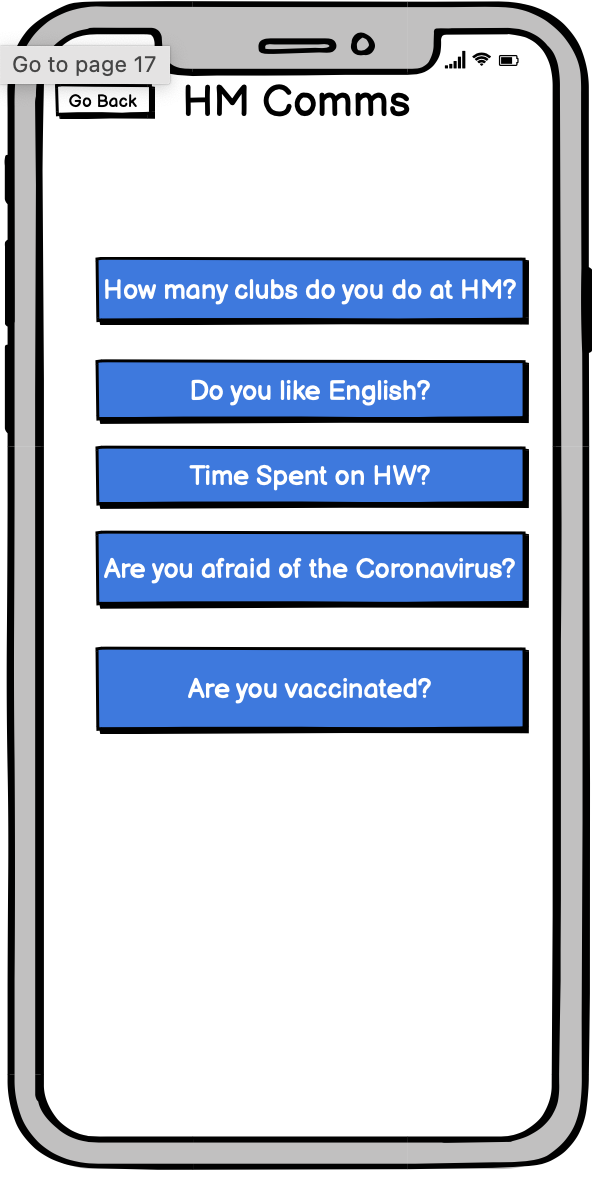 Go to page 17
Go Back
HM Comms
How many clubs do you do at HM?
Do you like English?
Time Spent on HW?
Are you afraid of the Coronavirus?
Are you vaccinated?